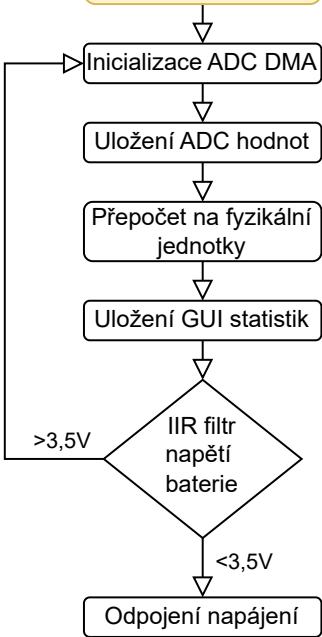 Inicializace ADC DMA
Uložení ADC hodnot
Přepočet na fyzikální
jednotky
Uložení GUI statistik
IIR filtr
napětí
baterie
>3,5V
<3,5V
Odpojení napájení